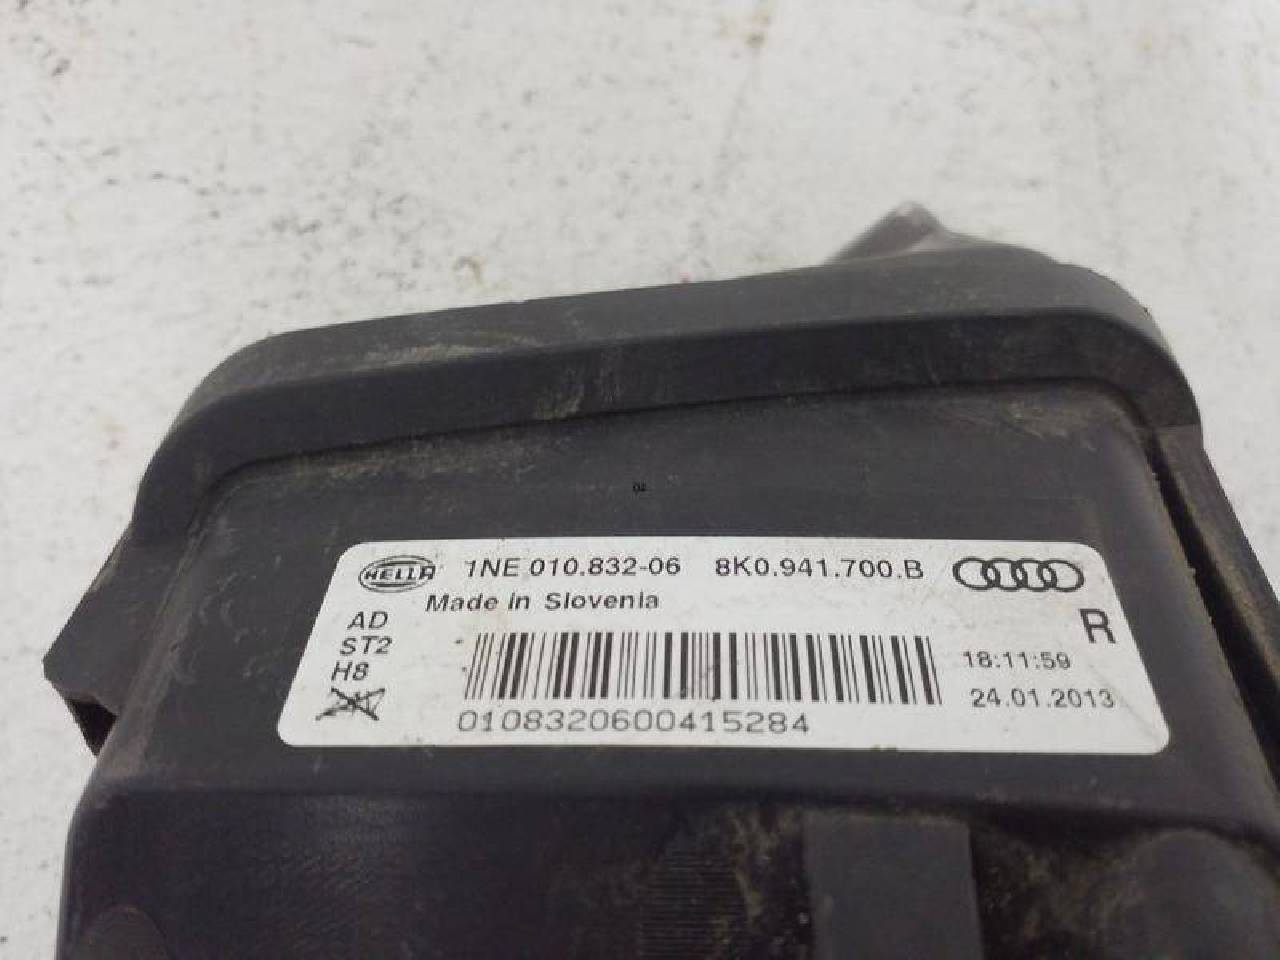 HELLA 1NE 010.832-06 8K0.941.700.B
Made in Slovenia
AD
ST2
H8
R
18:11:59
24.01.2013
0108320600415284